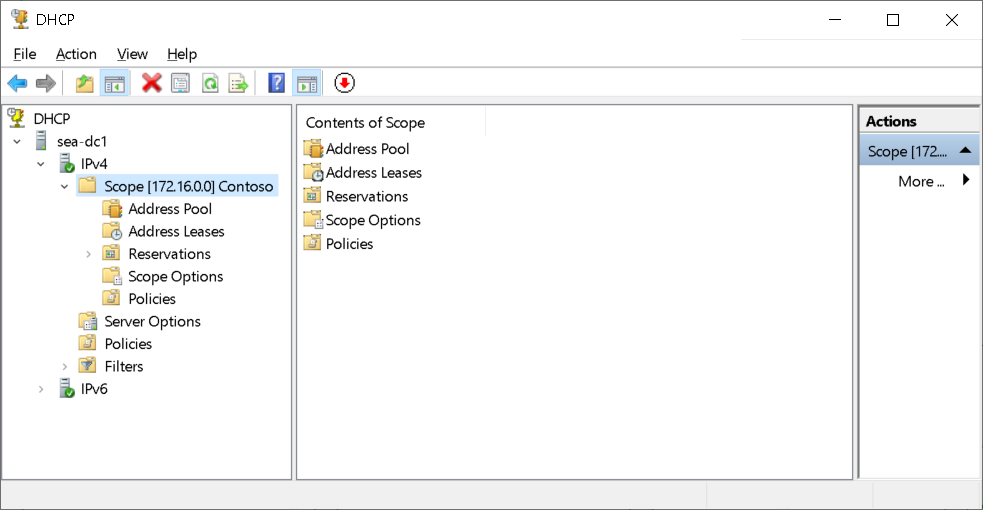 DHCP
File Action View Help
DHCP
sea-dc1
IPv4
Scope [172.16.0.0] Contoso
Address Pool
Address Leases
Reservations
Scope Options
Policies
Server Options
Policies
Filters
IPv6
Contents of Scope
Address Pool
Address Leases
Reservations
Scope Options
Policies
Actions
Scope [172....
More ...